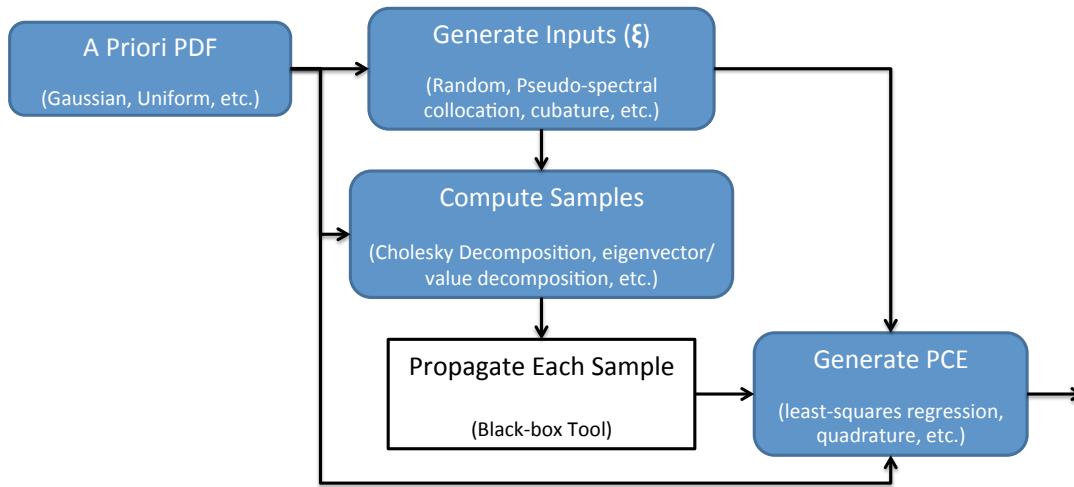 A Priori PDF
(Gaussian, Uniform, etc.)
Generate Inputs (ξ)
(Random, Pseudo-spectral
collocation, cubature, etc.)
Compute Samples
(Cholesky Decomposition, eigenvector/
value decomposition, etc.)
Propagate Each Sample
(Black-box Tool)
Generate PCE
(least-squares regression,
quadrature, etc.)